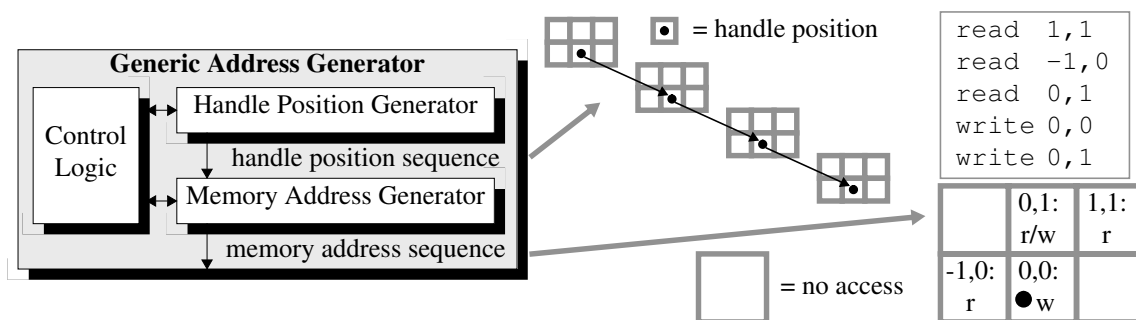 Generic Address Generator
Control
Logic
Handle Position Generator
handle position sequence
Memory Address Generator
memory address sequence
= handle position
= no access
read 1,1
read -1,0
read 0,1
write 0,0
write 0,1
0,1:
r/w
1,1:
r
-1,0:
r
0,0:
w